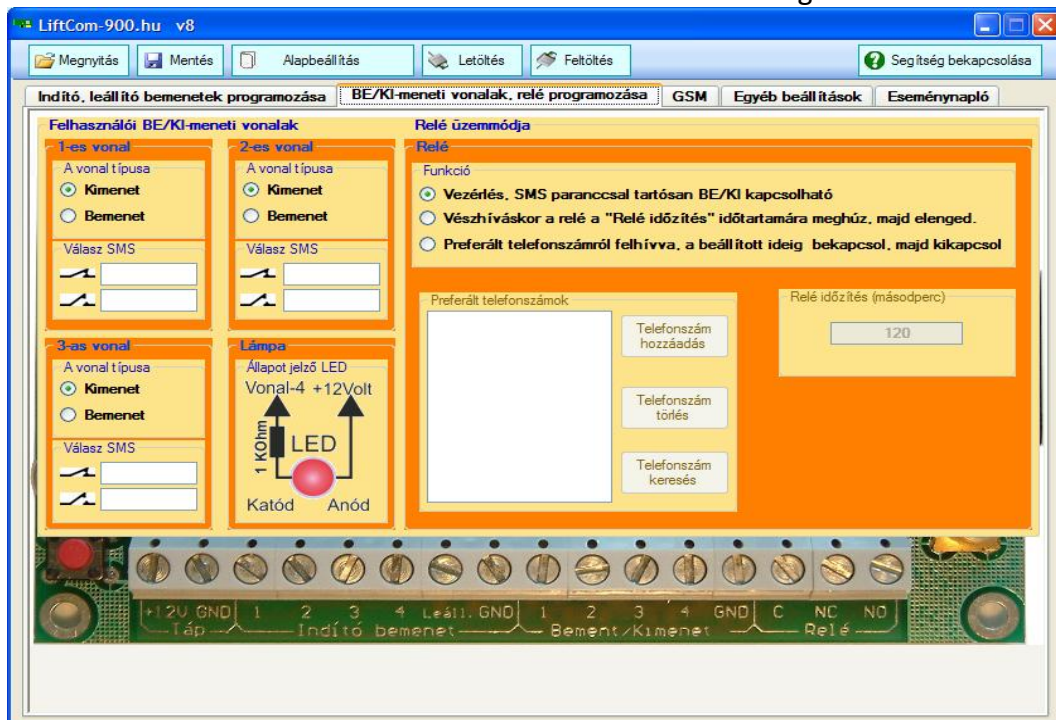 LiftCom-900.hu v8
Megnyitás Mentés Alapbeállítás Letöltés Feltöltés Segítség bekapcsolása
Indító, leállító bemenetek programozása BE/KI-meneti vonalak, relé programozása GSM Egyéb beállítások Eseménynapló
Felhasználói BE/KI-meneti vonalak
1-es vonal
A vonal típusa
Kimenet
Bemenet
Válasz SMS
2-es vonal
A vonal típusa
Kimenet
Bemenet
Válasz SMS
3-as vonal
A vonal típusa
Kimenet
Bemenet
Válasz SMS
Lámpa
Állapot jelző LED
Vonal-4 +12Volt
1 KOhm
LED
Katód Anód
Relé üzemmódja
Relé
Funkció
Vezérlés, SMS paranccsal tartósan BE/KI kapcsolható
Vészhíváskor a relé a "Relé időzítés" időtartamára meghúz, majd elenged.
Preferált telefonszámról felhívva, a beállított ideig bekapcsol, majd kikapcsol
Preferált telefonszámok
Telefonszám
hozzáadás
Telefonszám
törlés
Telefonszám
keresés
Relé időzítés (másodperc)
120
+12V GND 1 2 3 4 Leáll. GND 1 2 3 4 GND C NC NO
Táp Indító bemenet Bement/Kimenet Relé